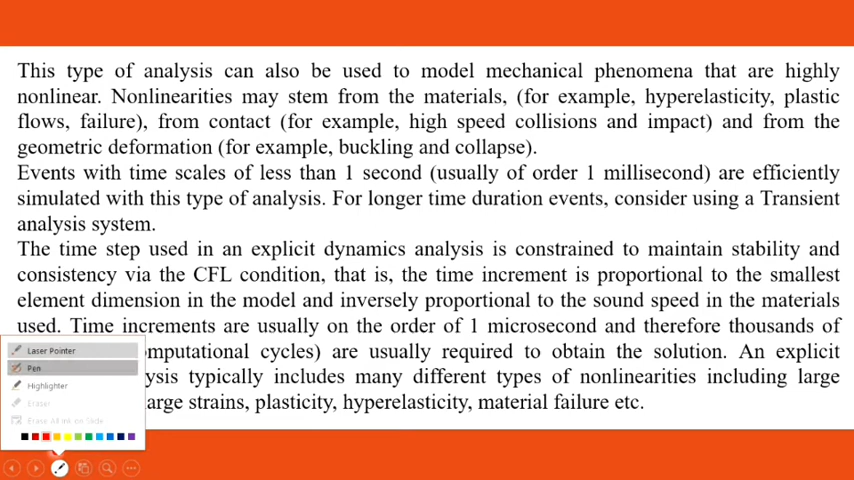 This type of analysis can also be used to model mechanical phenomena that are highly
nonlinear. Nonlinearities may stem from the materials, (for example, hyperelasticity, plastic
flows, failure), from contact (for example, high speed collisions and impact) and from the
geometric deformation (for example, buckling and collapse).
Events with time scales of less than 1 second (usually of order 1 millisecond) are efficiently
simulated with this type of analysis. For longer time duration events, consider using a Transient
analysis system.
The time step used in an explicit dynamics analysis is constrained to maintain stability and
consistency via the CFL condition, that is, the time increment is proportional to the smallest
element dimension in the model and inversely proportional to the sound speed in the materials
used. Time increments are usually on the order of 1 microsecond and therefore thousands of
omputational cycles) are usually required to obtain the solution. An explicit
ysis typically includes many different types of nonlinearities including large
large strains, plasticity, hyperelasticity, material failure etc.
Laser Pointer
Pen
Highlighter
Eraser
Erase All Ink on Slide